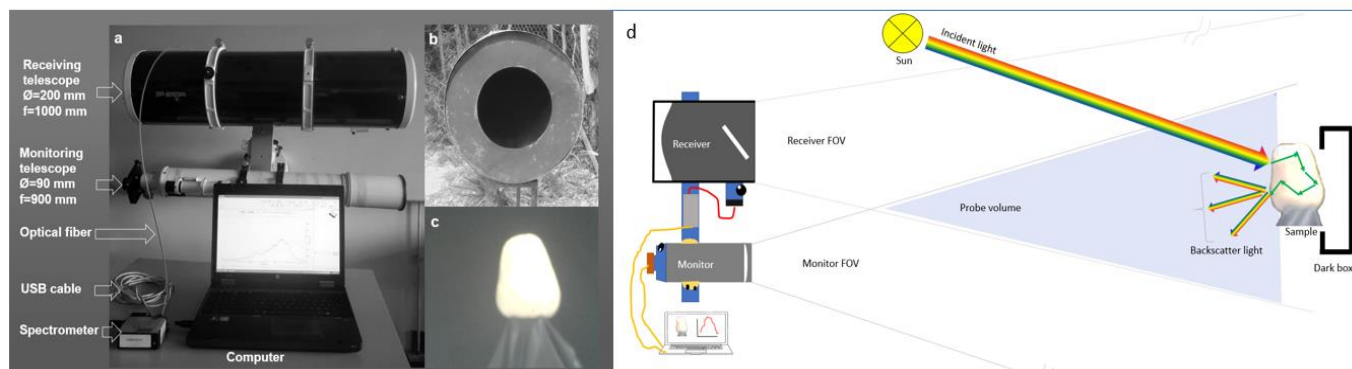 a
Receiving
telescope
Ø=200 mm
f=1000 mm
Monitoring
telescope
Ø=90 mm
f=900 mm
Optical fiber
USB cable
Spectrometer
Computer
b
c
d
Sun
Incident light
Receiver
Receiver FOV
Probe volume
Backscatter light
Sample
Dark box
Monitor
Monitor FOV